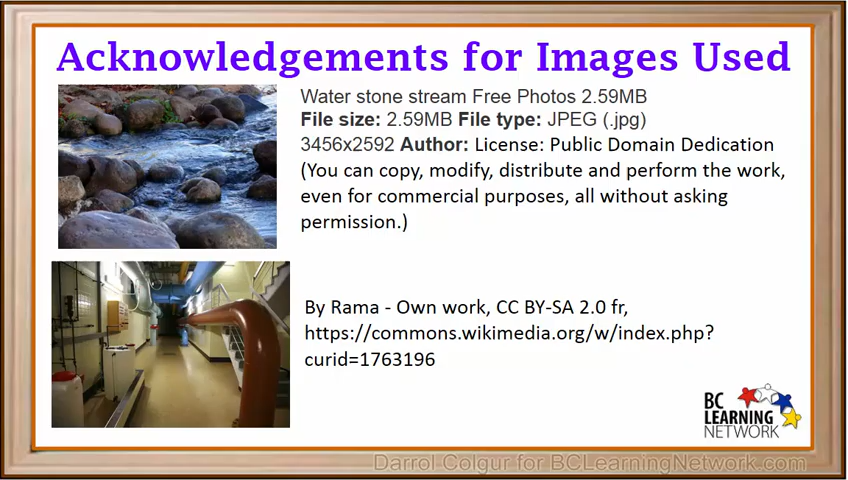 Acknowledgements for Images Used
Water stone stream Free Photos 2.59MB
File size: 2.59MB File type: JPEG (.jpg)
3456x2592 Author: License: Public Domain Dedication
(You can copy, modify, distribute and perform the work,
even for commercial purposes, all without asking
permission.)
By Rama - Own work, CC BY-SA 2.0 fr,
https://commons.wikimedia.org/w/index.php?
curid=1763196
BC
LEARNING
NETWORK
Darrol Colgur for BCLearningNetwork.com